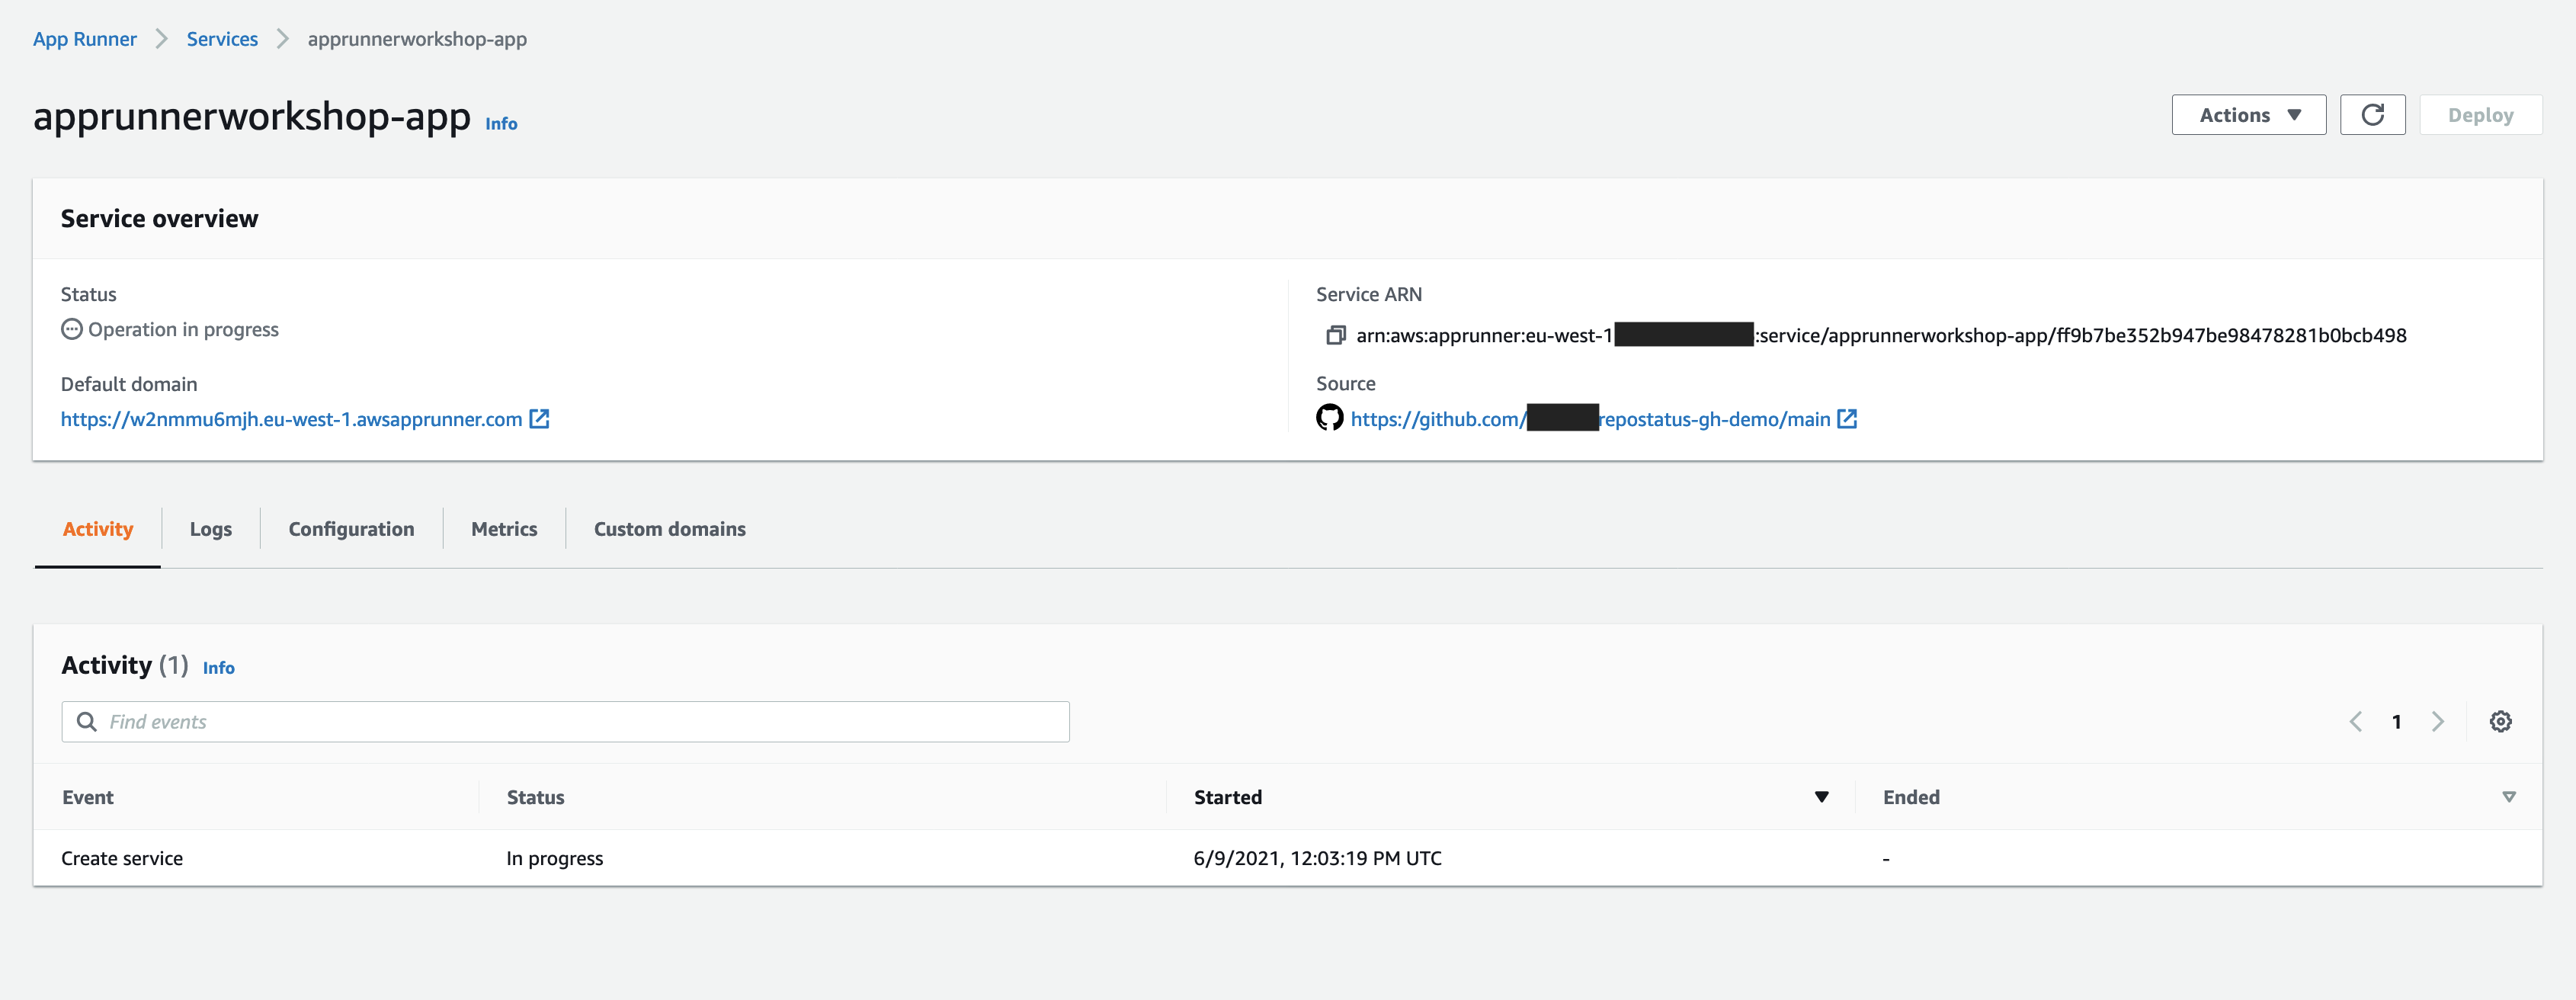 App Runner Services apprunnerworkshop-app
apprunnerworkshop-app Info
Actions Deploy
Service overview
Status
Operation in progress
Default domain
https://w2nmmu6mjh.eu-west-1.awsapprunner.com
Service ARN
arn:aws:apprunner:eu-west-1 :service/apprunnerworkshop-app/ff9b7be352b947be98478281b0bcb498
Source
https://github.com/ repostatus-gh-demo/main
Activity Logs Configuration Metrics Custom domains
Activity (1) Info
Find events
1
Event Status Started Ended
Create service In progress 6/9/2021, 12:03:19 PM UTC -